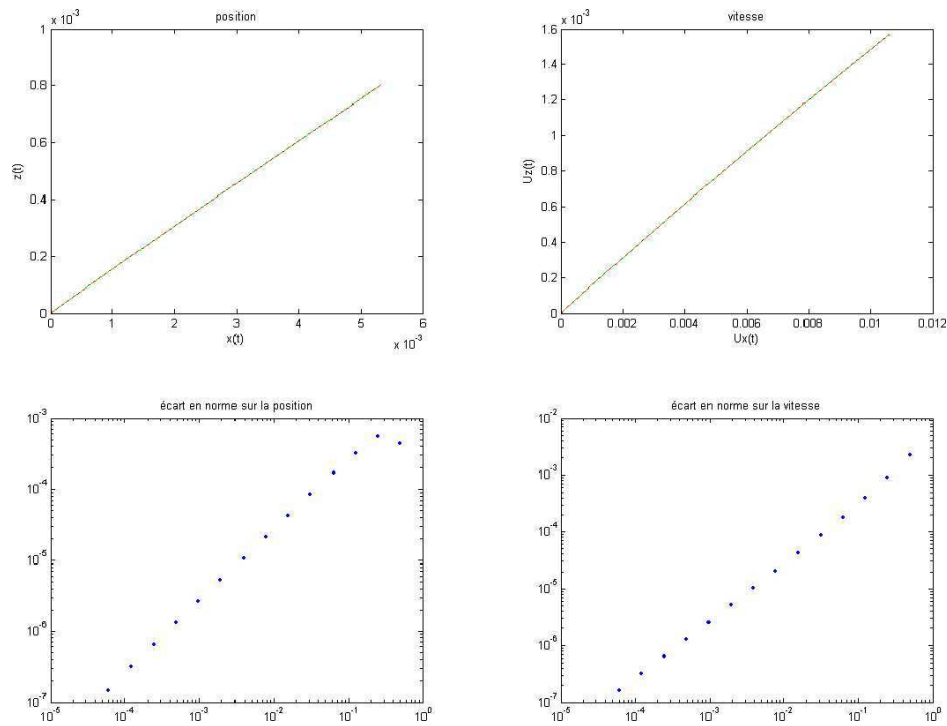 position
x 10^-3
1
0.8
0.6
0.4
0.2
0
z(t)
0 1 2 3 4 5 6
x(t)
x 10^-3
vitesse
x 10^-3
1.6
1.4
1.2
1
0.8
0.6
0.4
0.2
0
Uz(t)
0 0.002 0.004 0.006 0.008 0.01 0.012
Ux(t)
écart en norme sur la position
10^-3
10^-4
10^-5
10^-6
10^-7
10^-5 10^-4 10^-3 10^-2 10^-1 10^0
écart en norme sur la vitesse
10^-2
10^-3
10^-4
10^-5
10^-6
10^-7
10^-5 10^-4 10^-3 10^-2 10^-1 10^0